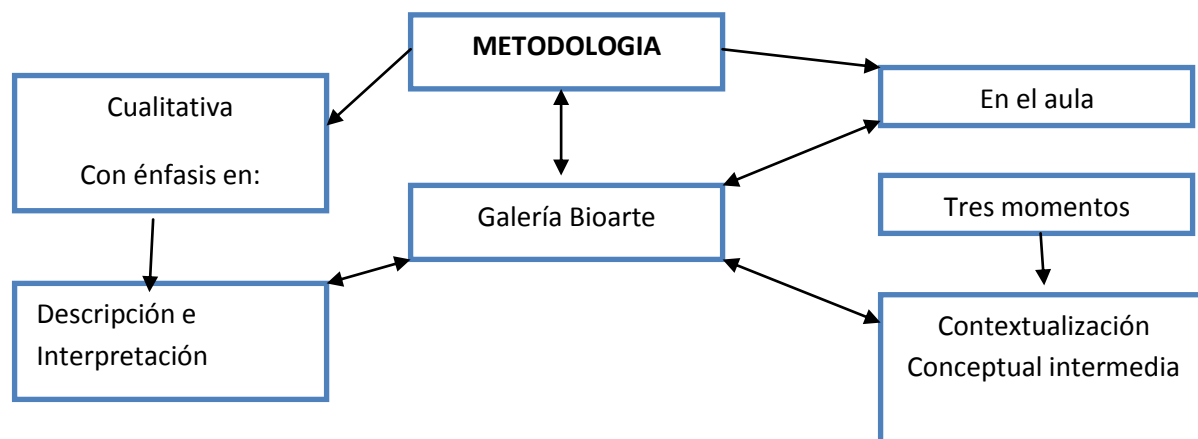 METODOLOGIA
Cualitativa
Con énfasis en:
En el aula
Galería Bioarte
Tres momentos
Descripción e
Interpretación
Contextualización
Conceptual intermedia